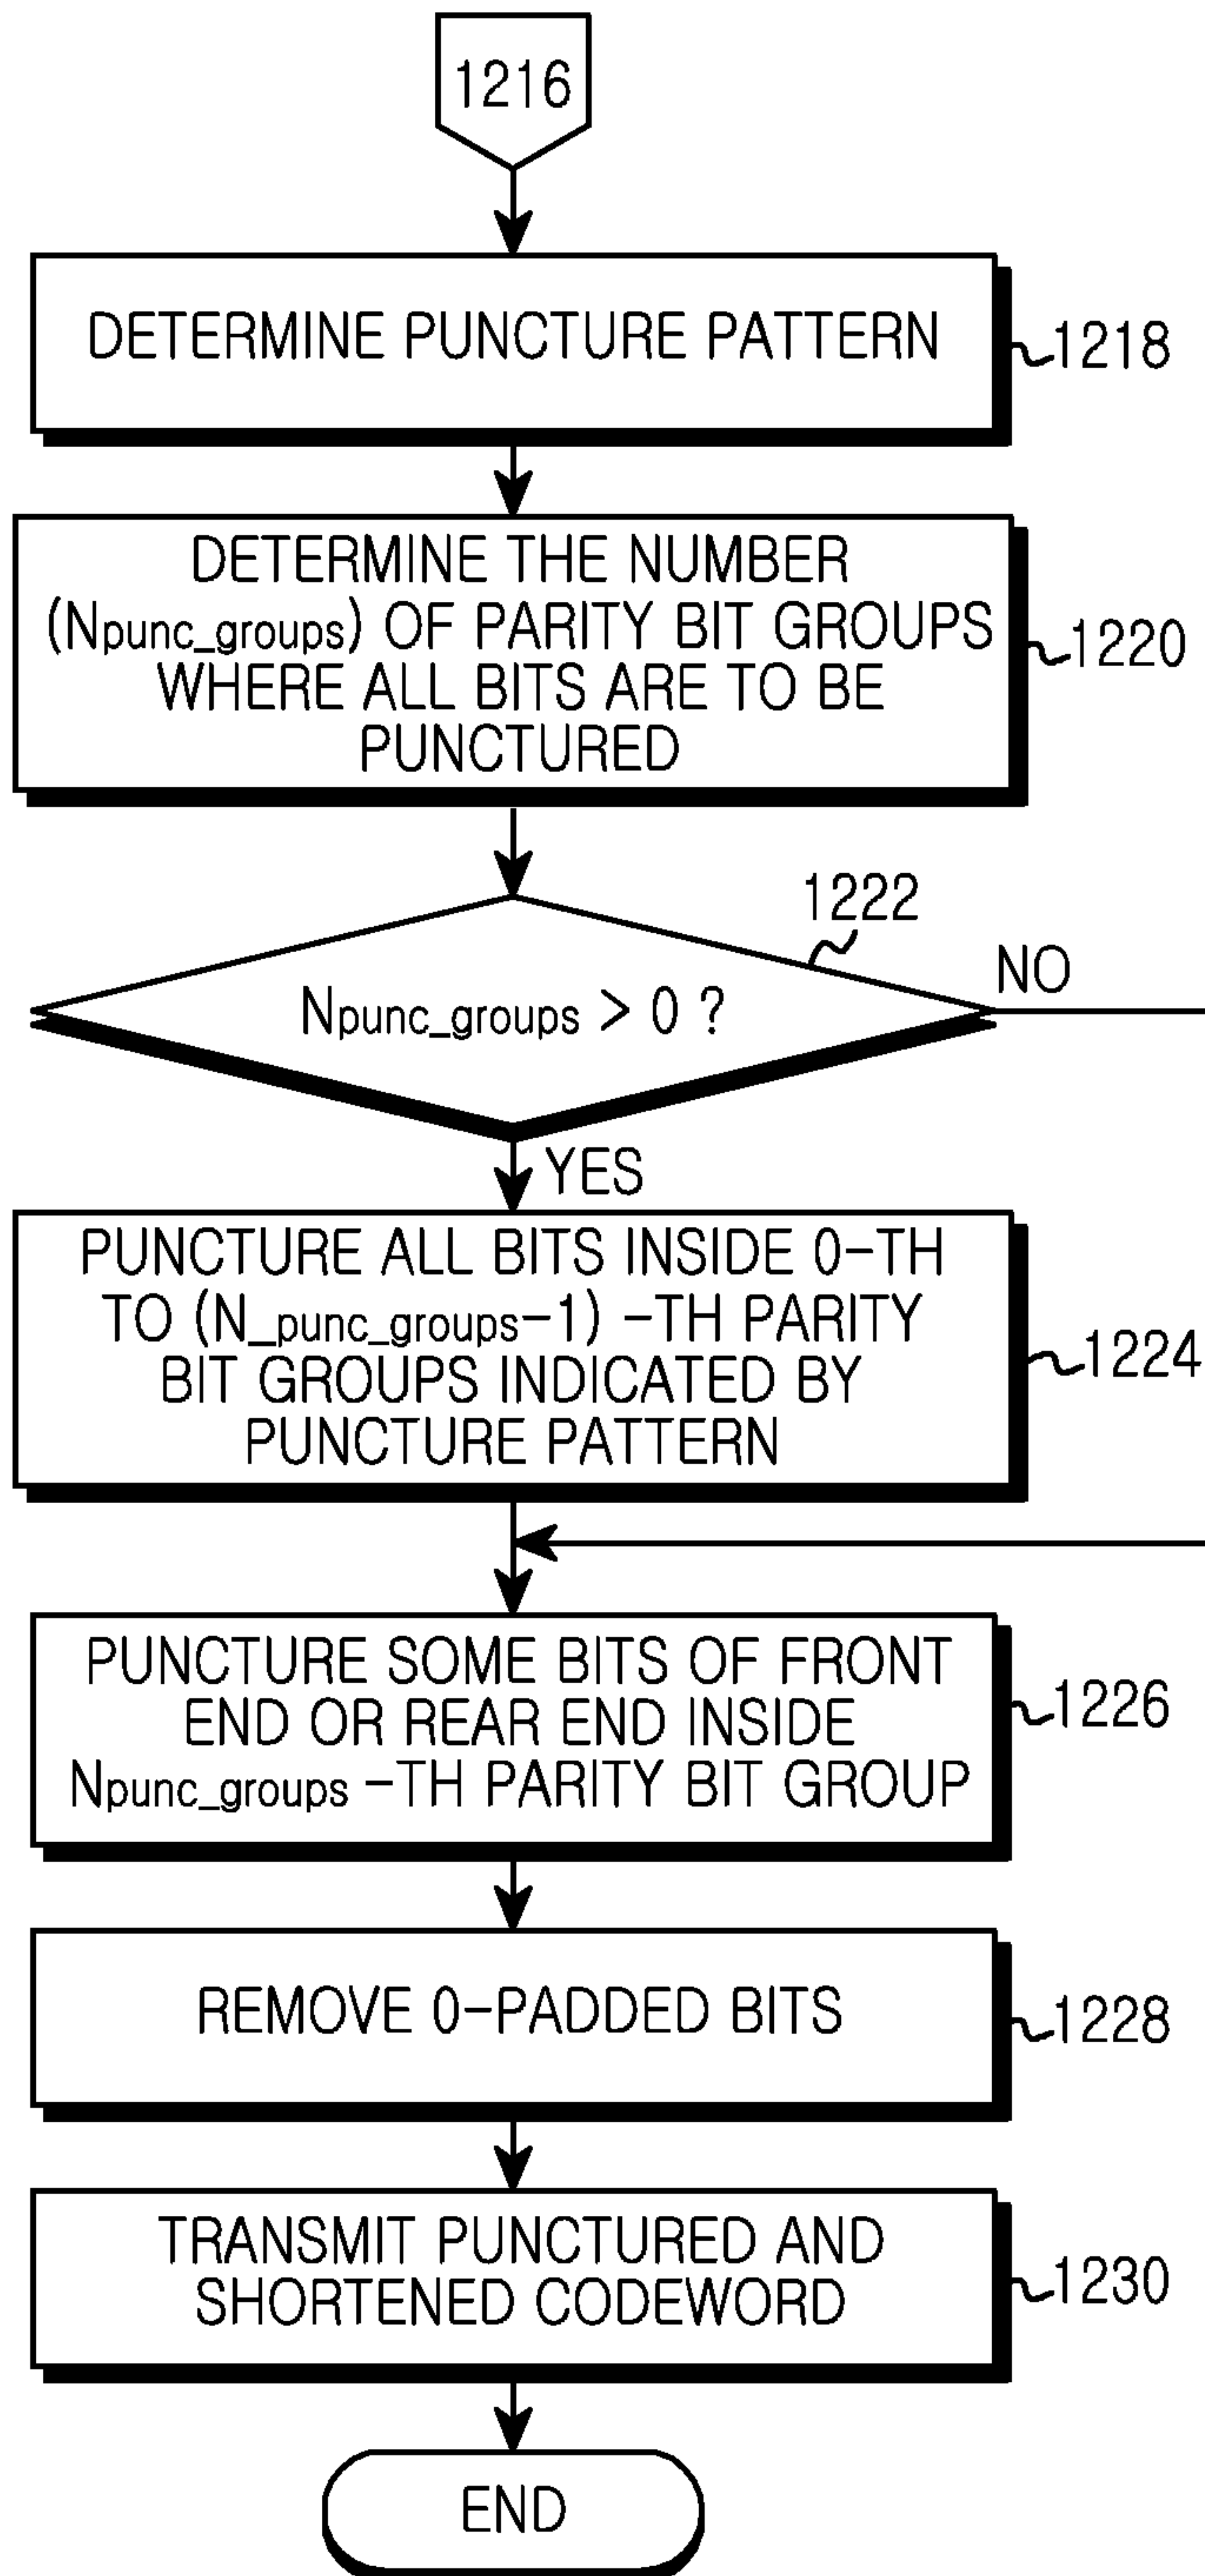 1216
DETERMINE PUNCTURE PATTERN
1218
DETERMINE THE NUMBER
(Npunc_groups) OF PARITY BIT GROUPS
WHERE ALL BITS ARE TO BE
PUNCTURED
1220
1222
Npunc_groups > 0 ?
NO
YES
PUNCTURE ALL BITS INSIDE 0-TH
TO (N_punc_groups-1) -TH PARITY
BIT GROUPS INDICATED BY
PUNCTURE PATTERN
1224
PUNCTURE SOME BITS OF FRONT
END OR REAR END INSIDE
Npunc_groups -TH PARITY BIT GROUP
1226
REMOVE 0-PADDED BITS
1228
TRANSMIT PUNCTURED AND
SHORTENED CODEWORD
1230
END